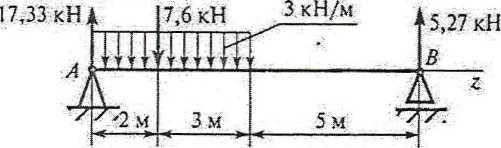 17,33 кН
7,6 кН
3 кН/м
5,27 кН
A
B
z
2 м
3 м
5 м